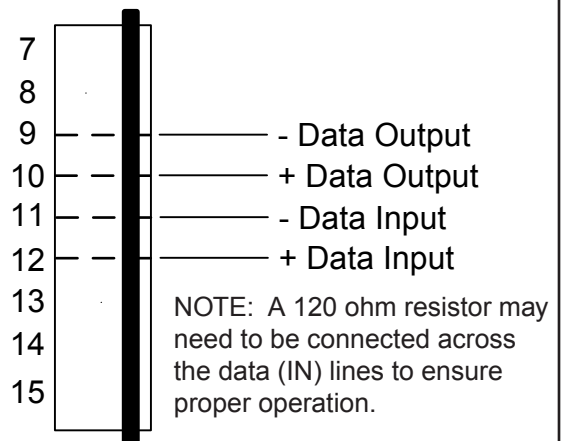 7
8
9 - Data Output
10 + Data Output
11 - Data Input
12 + Data Input
13
14
15
NOTE: A 120 ohm resistor may
need to be connected across
the data (IN) lines to ensure
proper operation.